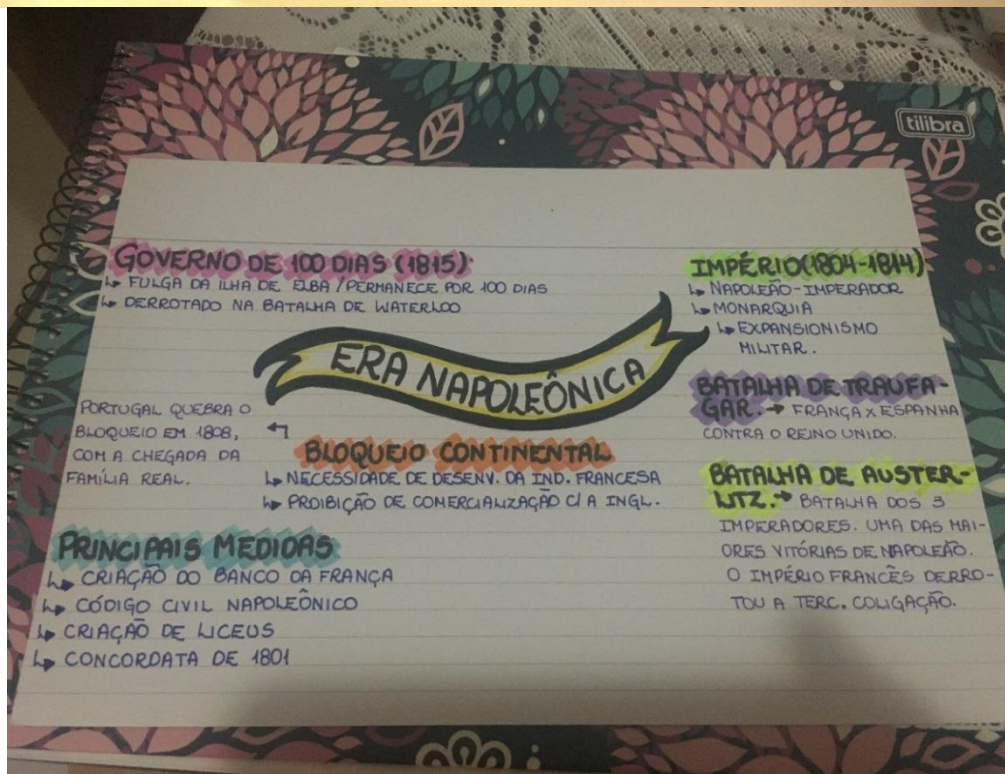 tilibra
GOVERNO DE 100 DIAS (1815)
↳ FULGA DA ILHA DE ELBA / PERMANECE POR 100 DIAS
↳ DERROTADO NA BATALHA DE WATERLOO
ERA NAPOLEÔNICA
PORTUGAL QUEBRA O
BLOQUEIO EM 1808,
COM A CHEGADA DA
FAMÍLIA REAL.
BLOQUEIO CONTINENTAL
↳ NECESSIDADE DE DESENV. DA IND. FRANCESA
↳ PROIBIÇÃO DE COMERCIALIZAÇÃO C/ A INGL.
PRINCIPAIS MEDIDAS
↳ CRIAÇÃO DO BANCO DA FRANÇA
↳ CÓDIGO CIVIL NAPOLEÔNICO
↳ CRIAÇÃO DE LICEUS
↳ CONCORDATA DE 1801
IMPÉRIO (1804-1814)
↳ NAPOLEÃO - IMPERADOR
↳ MONARQUIA
↳ EXPANSIONISMO
MILITAR.
BATALHA DE TRAUFA-
GAR. → FRANÇA X ESPANHA
CONTRA O REINO UNIDO.
BATALHA DE AUSTER-
LITZ. → BATALHA DOS 3
IMPERADORES. UMA DAS MAI-
ORES VITÓRIAS DE NAPOLEÃO.
O IMPÉRIO FRANCÊS DERRO-
TOU A TERC. COLIGAÇÃO.